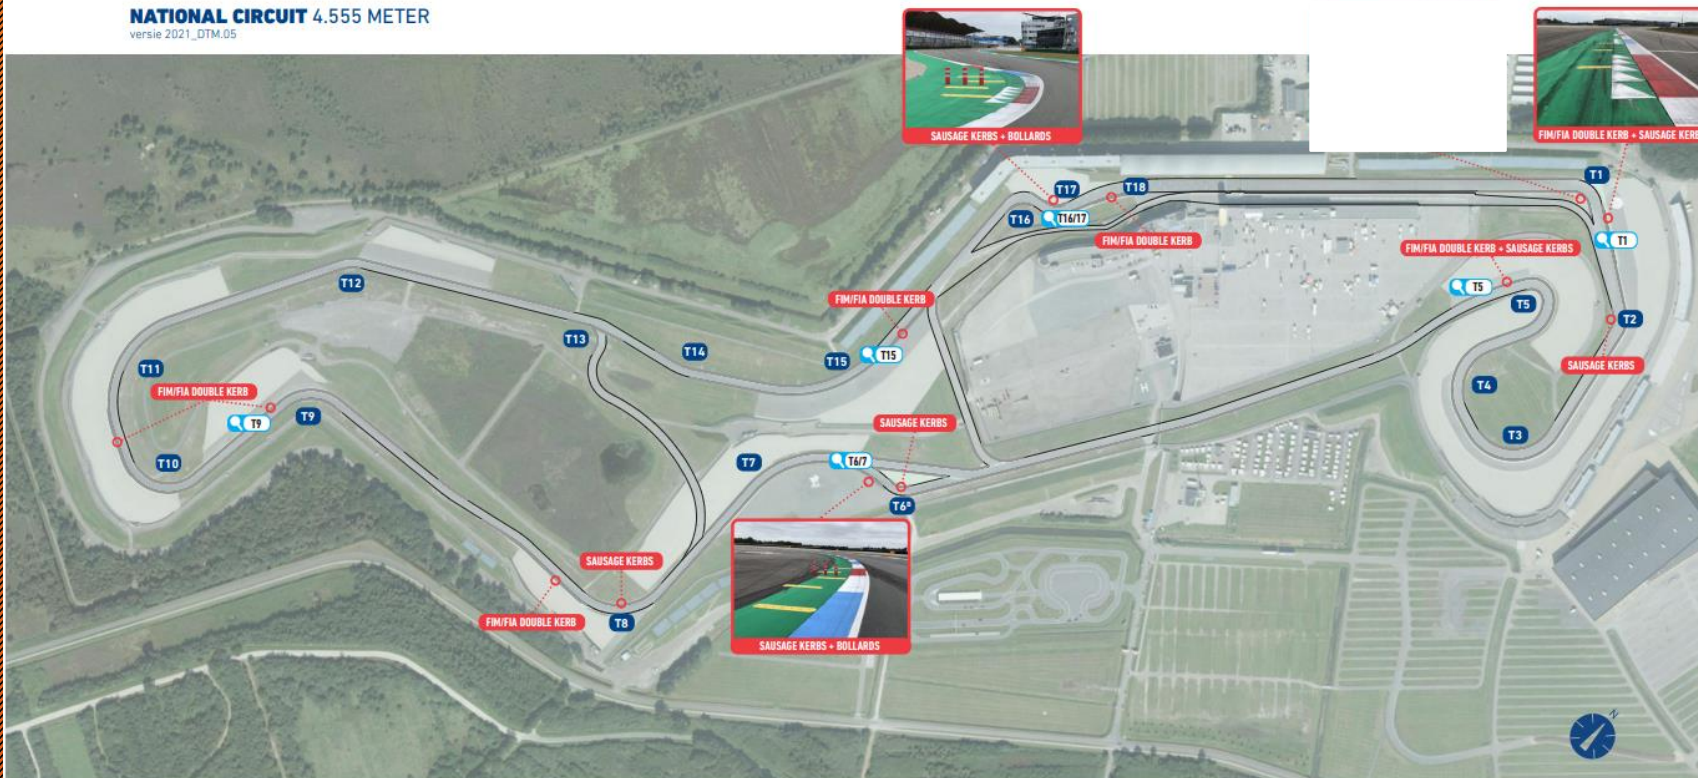 NATIONAL CIRCUIT 4.555 METER
versie 2021_DTM.05
SAUSAGE KERBS + BOLLARDS
FIM/FIA DOUBLE KERB + SAUSAGE KERB
T1
T17
T18
T16
T16/17
FIM/FIA DOUBLE KERB
T1
FIM/FIA DOUBLE KERB + SAUSAGE KERBS
T5
T5
T2
T12
FIM/FIA DOUBLE KERB
T13
T14
T15
T15
T11
SAUSAGE KERBS
T4
FIM/FIA DOUBLE KERB
T9
T9
SAUSAGE KERBS
T3
T10
T7
T6/7
T6ᴿ
SAUSAGE KERBS
FIM/FIA DOUBLE KERB
T8
SAUSAGE KERBS + BOLLARDS
H
N